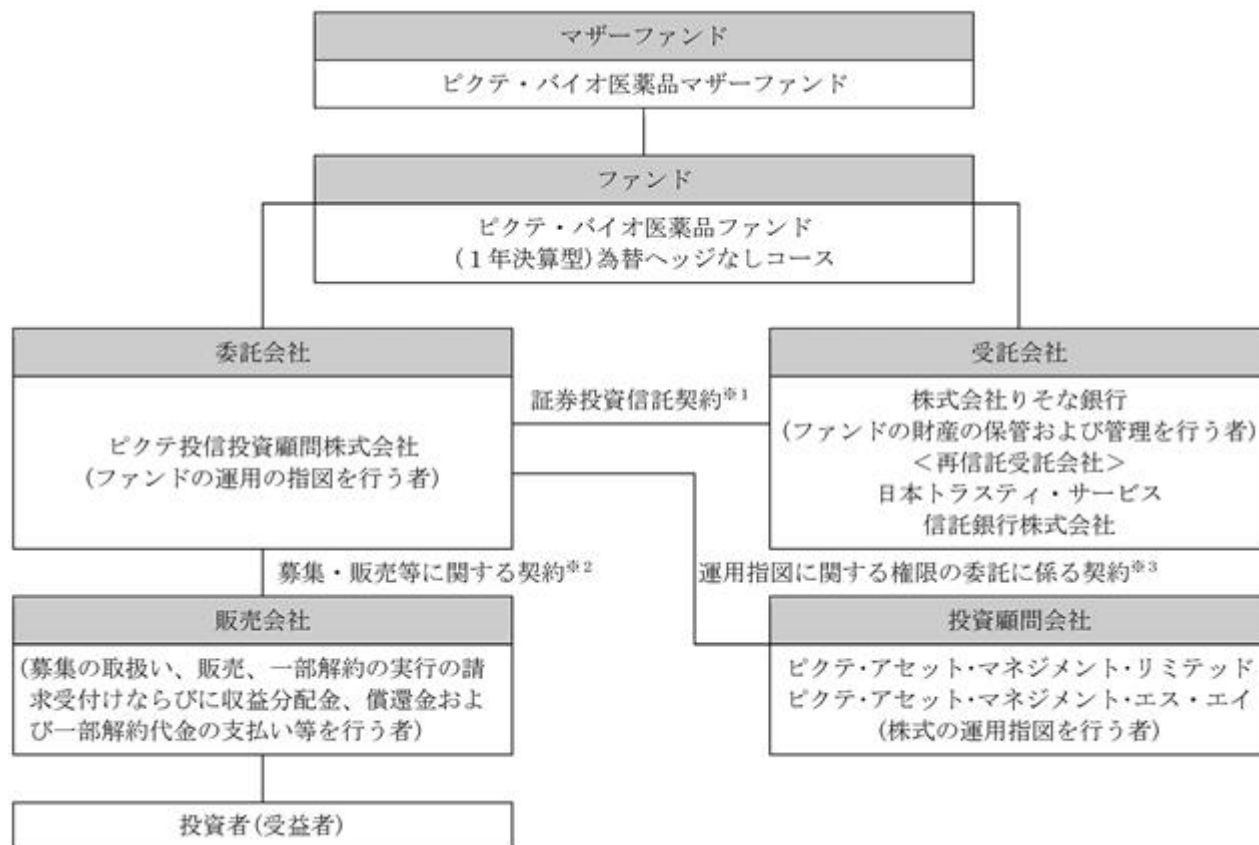 マザーファンド
ピクテ・バイオ医薬品マザーファンド
ファンド
ピクテ・バイオ医薬品ファンド
(１年決算型)為替ヘッジなしコース
委託会社
ピクテ投信投資顧問株式会社
(ファンドの運用の指図を行う者)
証券投資信託契約※1
受託会社
株式会社りそな銀行
(ファンドの財産の保管および管理を行う者)
＜再信託受託会社＞
日本トラスティ・サービス
信託銀行株式会社
募集・販売等に関する契約※2
運用指図に関する権限の委託に係る契約※3
販売会社
(募集の取扱い、販売、一部解約の実行の請
求受付けならびに収益分配金、償還金およ
び一部解約代金の支払い等を行う者)
投資顧問会社
ピクテ・アセット・マネジメント・リミテッド
ピクテ・アセット・マネジメント・エス・エイ
(株式の運用指図を行う者)
投資者(受益者)